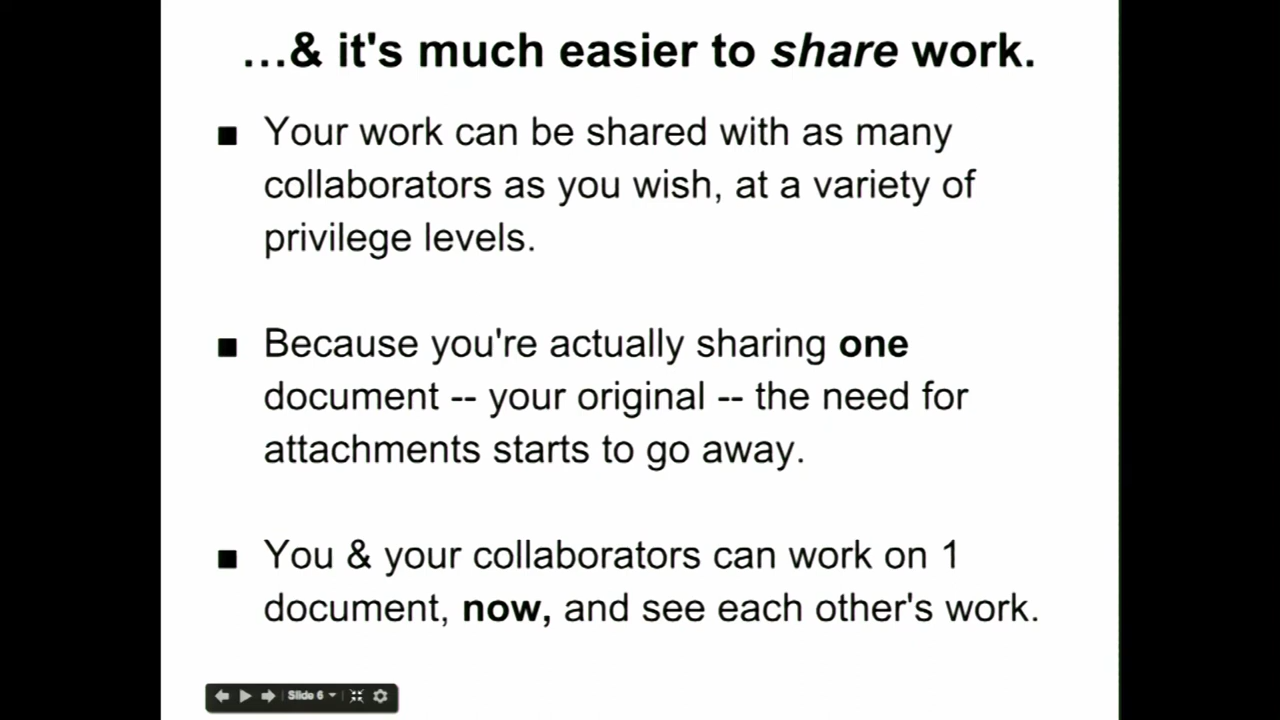 ...& it's much easier to share work.
■ Your work can be shared with as many
collaborators as you wish, at a variety of
privilege levels.
■ Because you're actually sharing one
document -- your original -- the need for
attachments starts to go away.
■ You & your collaborators can work on 1
document, now, and see each other's work.
Slide 6